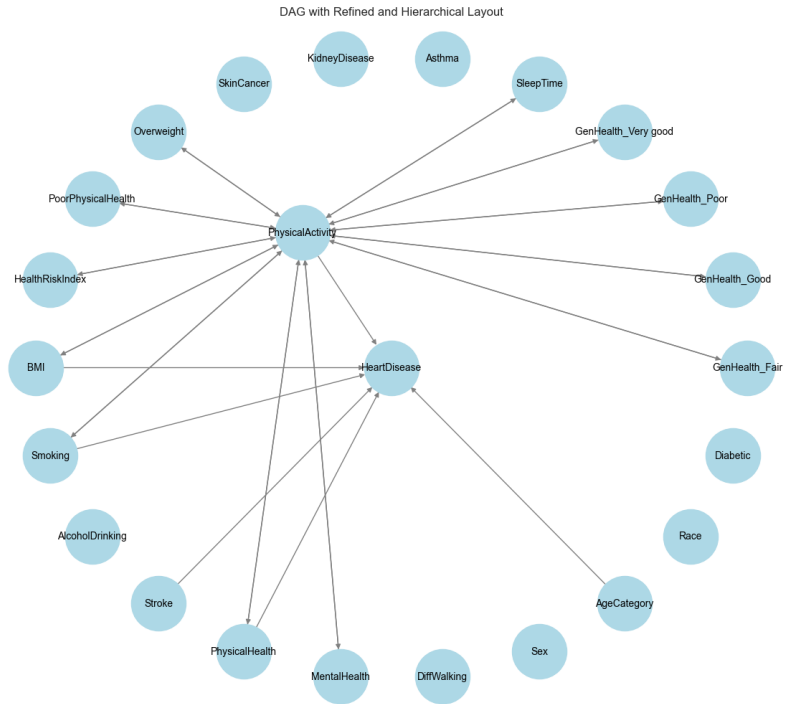 DAG with Refined and Hierarchical Layout
KidneyDisease
Asthma
SkinCancer
SleepTime
Overweight
GenHealth_Very good
PoorPhysicalHealth
GenHealth_Poor
PhysicalActivity
HealthRiskIndex
GenHealth_Good
BMI
HeartDisease
GenHealth_Fair
Smoking
Diabetic
AlcoholDrinking
Race
Stroke
AgeCategory
PhysicalHealth
Sex
MentalHealth
DiffWalking